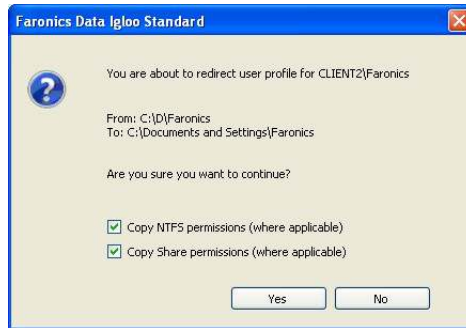 Faronics Data Igloo Standard
You are about to redirect user profile for CLIENT2\Faronics
From: C:\D\Faronics
To: C:\Documents and Settings\Faronics
Are you sure you want to continue?
Copy NTFS permissions (where applicable)
Copy Share permissions (where applicable)
Yes No